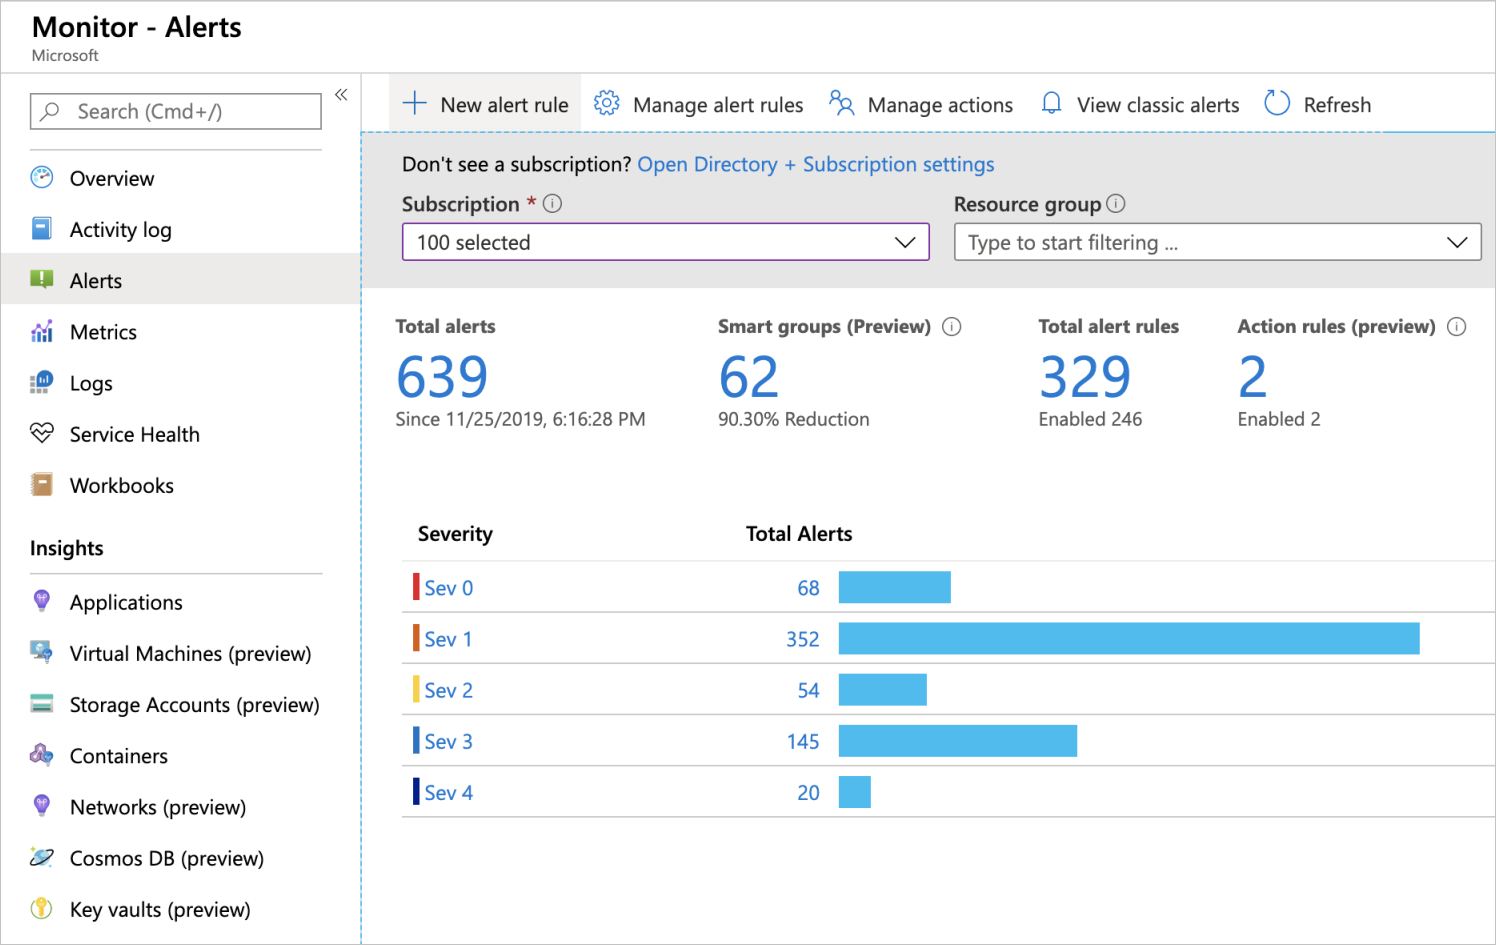 Monitor - Alerts
Microsoft
Search (Cmd+/)
«
Overview
Activity log
Alerts
Metrics
Logs
Service Health
Workbooks
Insights
Applications
Virtual Machines (preview)
Storage Accounts (preview)
Containers
Networks (preview)
Cosmos DB (preview)
Key vaults (preview)
New alert rule Manage alert rules Manage actions View classic alerts Refresh
Don't see a subscription? Open Directory + Subscription settings
Subscription * Resource group
100 selected Type to start filtering ...
Total alerts Smart groups (Preview) Total alert rules Action rules (preview)
639 62 329 2
Since 11/25/2019, 6:16:28 PM 90.30% Reduction Enabled 246 Enabled 2
Severity Total Alerts
Sev 0 68
Sev 1 352
Sev 2 54
Sev 3 145
Sev 4 20